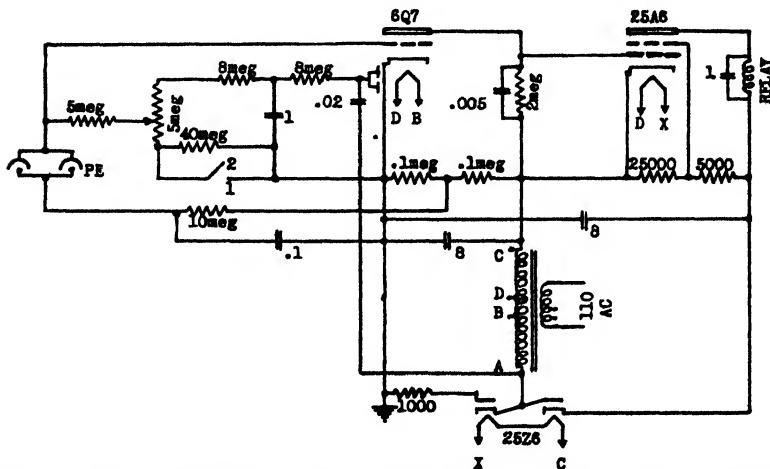 6Q7
25A6
8meg
8meg
.02
D B
.005
2meg
D X
1
RELAY
5meg
5meg
1
40meg
2
1
PE
.1meg
.1meg
25000
5000
10meg
.1
8
8
C
D
B
A
110
AC
1000
25Z6
X
C